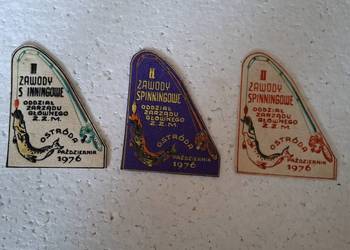 II
ZAWODY
S INNINGOWE
ODDZIAŁ
ZARZĄDU
GŁÓWNEGO
Z.Z.M.
OSTRÓDA
PAŹDZIERNIK
1976
II
ZAWODY
SPINNINGOWE
ODDZIAŁ
ZARZĄDU
GŁÓWNEGO
Z.Z.M.
OSTRÓDA
PAŹDZIERNIK
1976
II
ZAWODY
SPINNINGOWE
ODDZIAŁ
ZARZĄDU
GŁÓWNEGO
Z.Z.M.
OSTRÓDA
PAŹDZIERNIK
1976